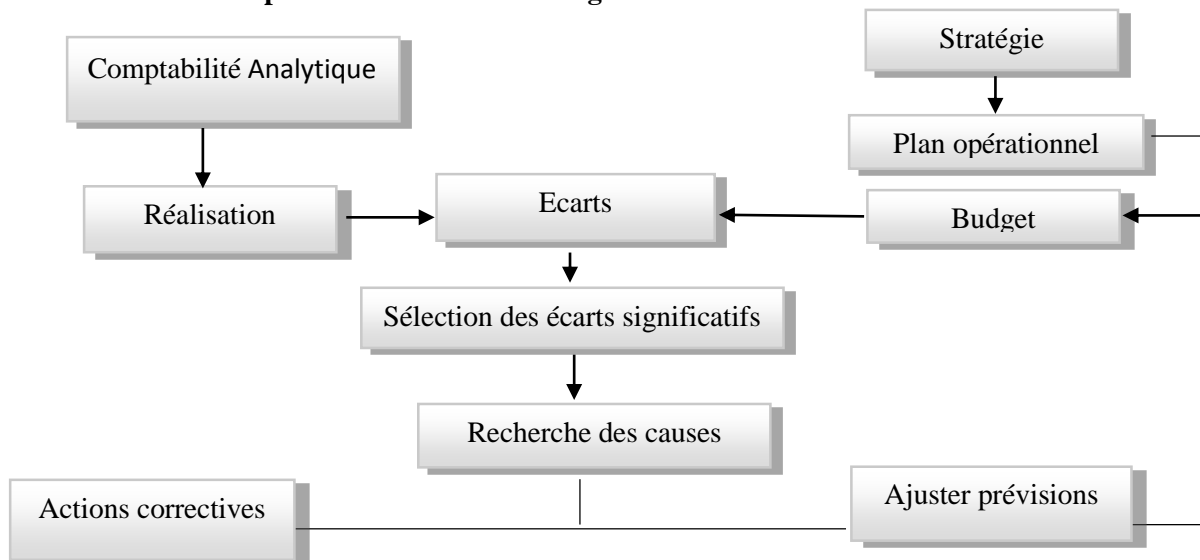 Stratégie
Comptabilité Analytique
Plan opérationnel
Réalisation
Ecarts
Budget
Sélection des écarts significatifs
Recherche des causes
Actions correctives
Ajuster prévisions